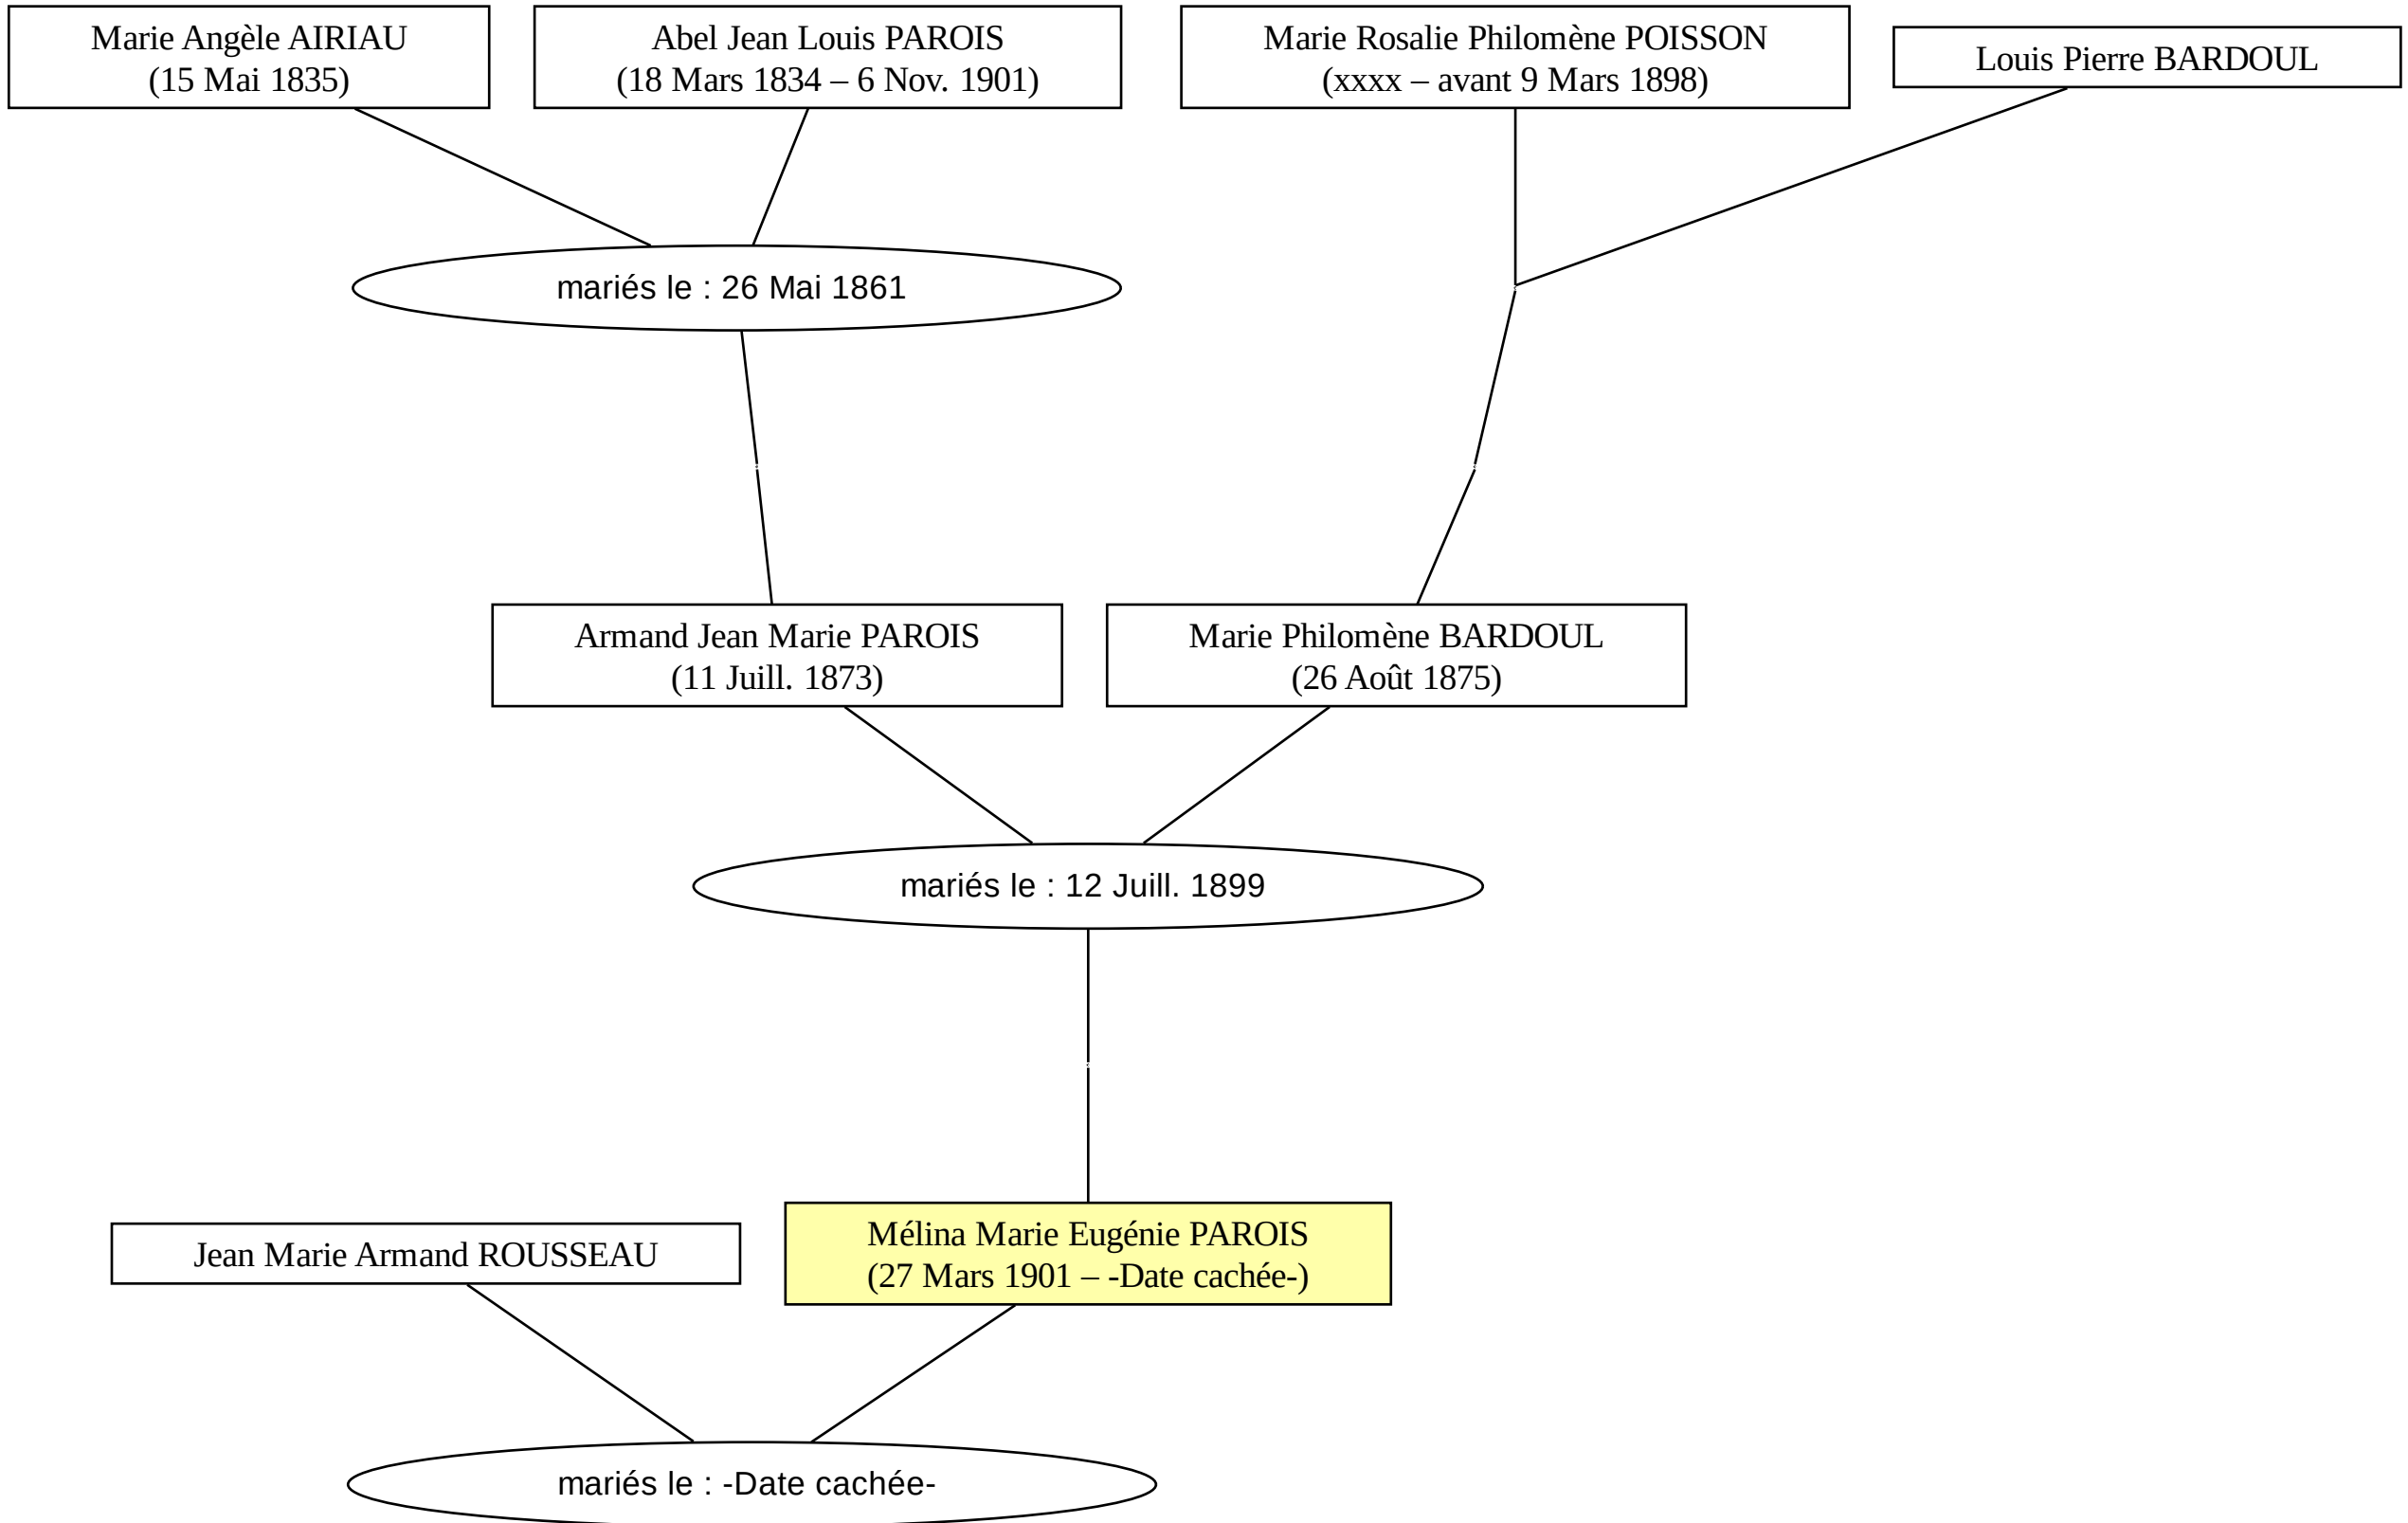 Marie Angèle AIRIAU
(15 Mai 1835)
Abel Jean Louis PAROIS
(18 Mars 1834 – 6 Nov. 1901)
Marie Rosalie Philomène POISSON
(xxxx – avant 9 Mars 1898)
Louis Pierre BARDOUL
mariés le : 26 Mai 1861
Armand Jean Marie PAROIS
(11 Juill. 1873)
Marie Philomène BARDOUL
(26 Août 1875)
mariés le : 12 Juill. 1899
Jean Marie Armand ROUSSEAU
Mélina Marie Eugénie PAROIS
(27 Mars 1901 – -Date cachée-)
mariés le : -Date cachée-